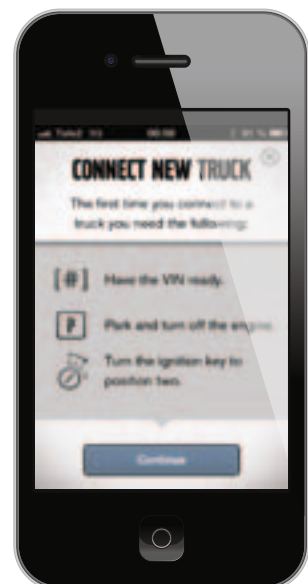 CONNECT NEW TRUCK
The first time you connect to a
truck you need the following:
[#] Have the VIN ready.
P Park and turn off the engine.
Turn the ignition key to
position two.
Continue